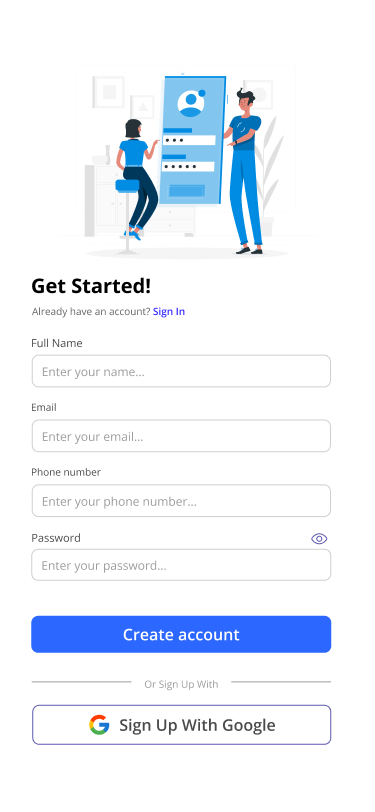 Get Started!
Already have an account? Sign In
Full Name
Enter your name...
Email
Enter your email...
Phone number
Enter your phone number...
Password
Enter your password...
Create account
Or Sign Up With
Sign Up With Google